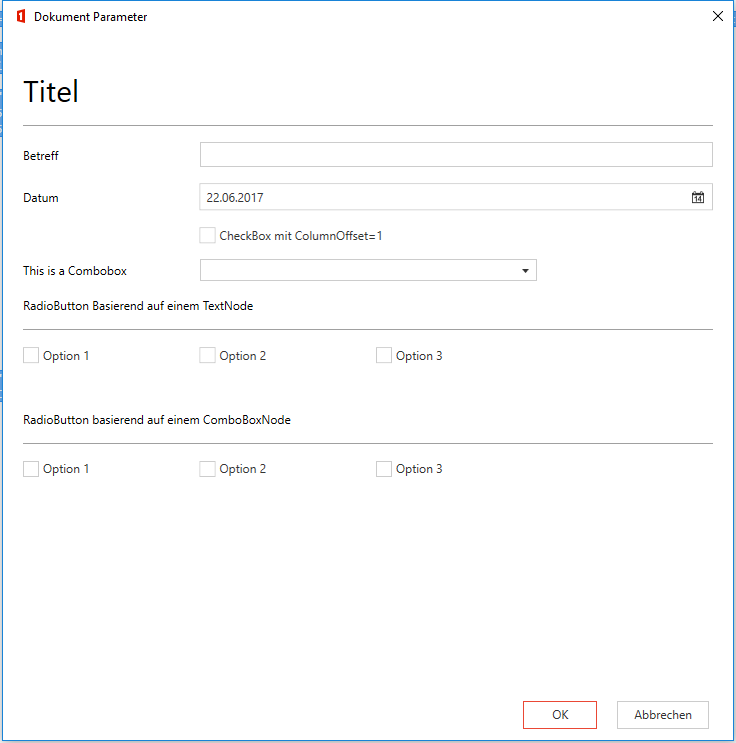 Dokument Parameter
Titel
Betreff
Datum 22.06.2017 14
CheckBox mit ColumnOffset=1
This is a Combobox
RadioButton Basierend auf einem TextNode
Option 1 Option 2 Option 3
RadioButton basierend auf einem ComboBoxNode
Option 1 Option 2 Option 3
OK Abbrechen